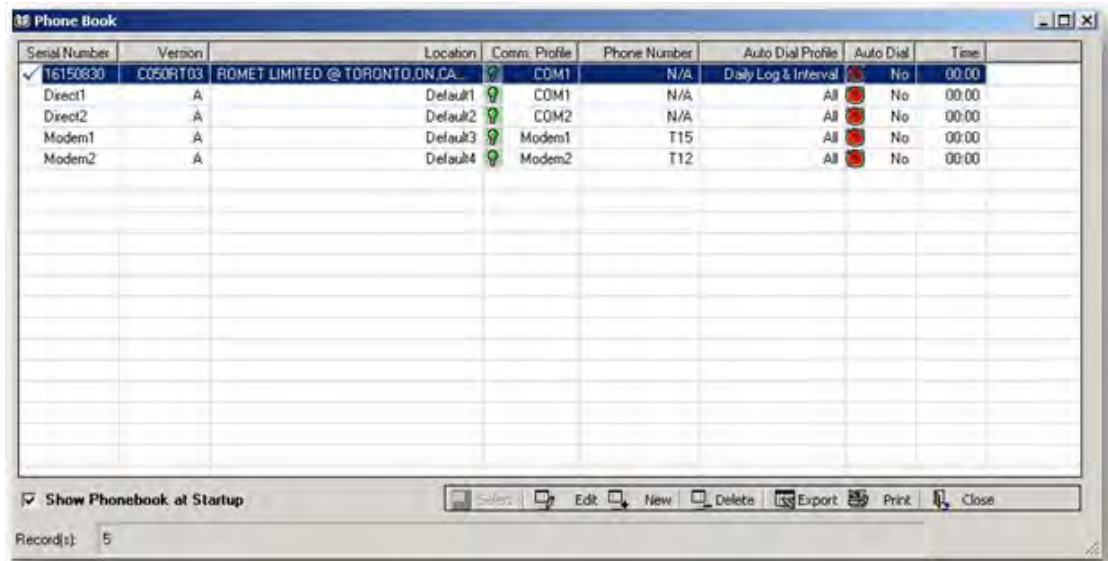 Phone Book
Serial Number Version Location Comm. Profile Phone Number Auto Dial Profile Auto Dial Time
16150830 C050RT03 ROMET LIMITED @ TORONTO,ON,CA... COM1 N/A Daily Log & Interval No 00:00
Direct1 A Default1 COM1 N/A All No 00:00
Direct2 A Default2 COM2 N/A All No 00:00
Modem1 A Default3 Modem1 T15 All No 00:00
Modem2 A Default4 Modem2 T12 All No 00:00
Show Phonebook at Startup Select Edit New Delete Export Print Close
Record(s): 5